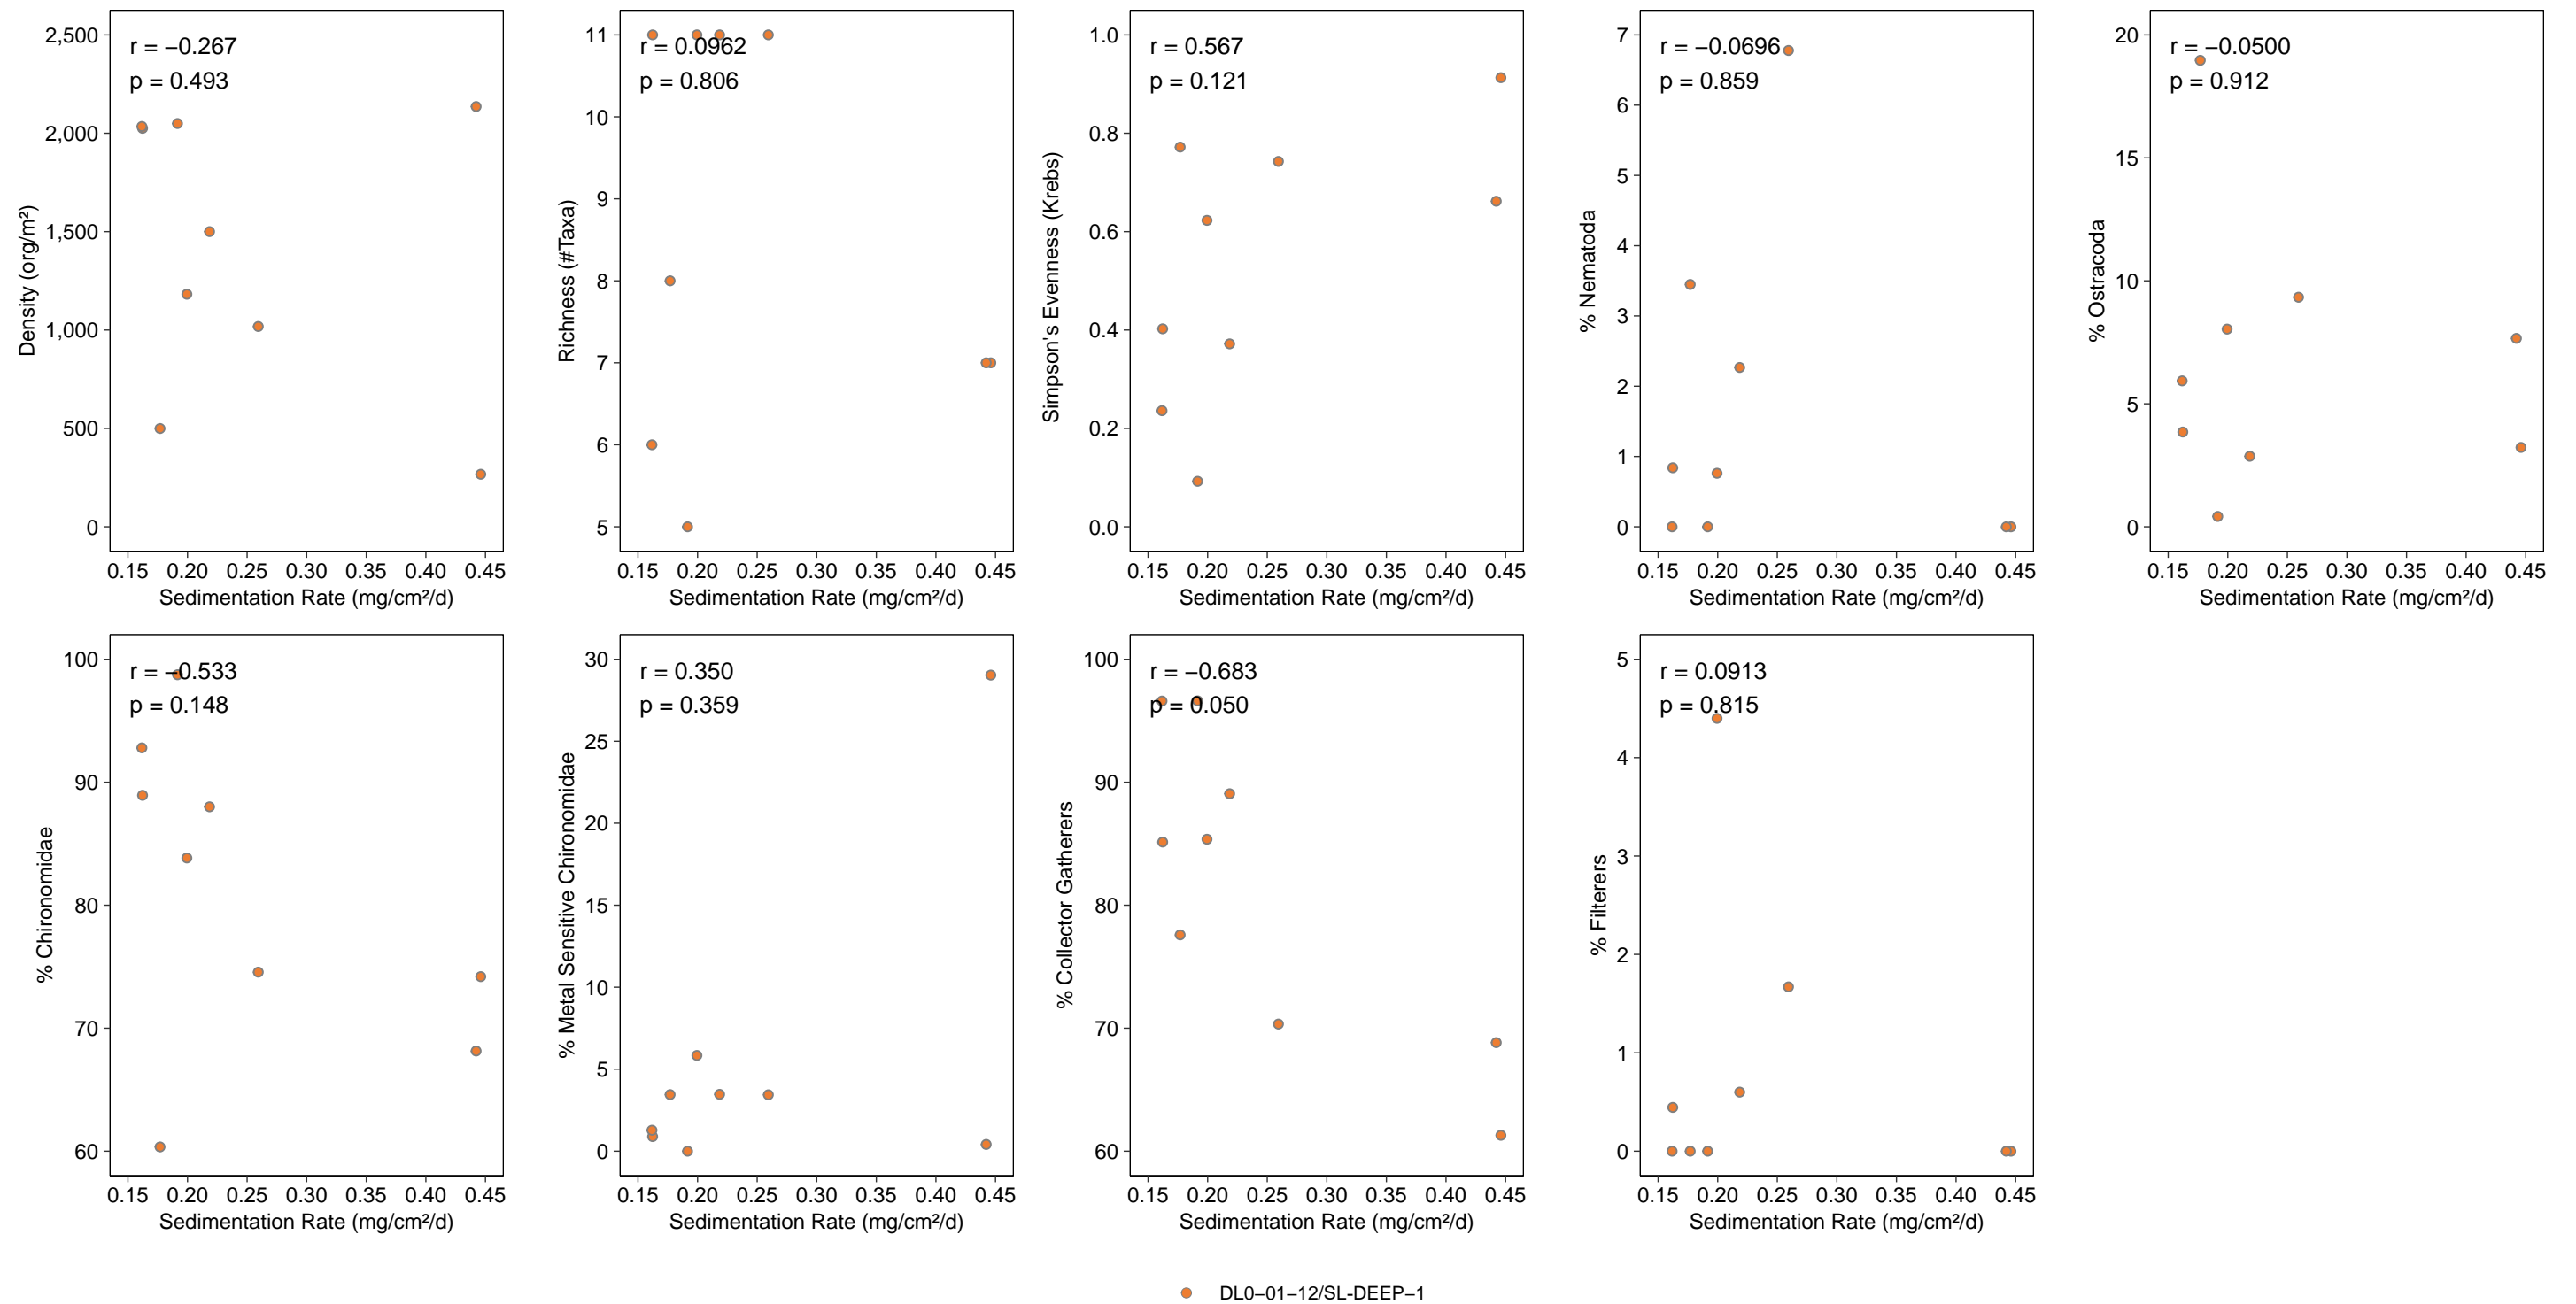 r = −0.267
p = 0.493
2,500
2,000
1,500
1,000
500
0
Density (org/m²)
0.15 0.20 0.25 0.30 0.35 0.40 0.45
Sedimentation Rate (mg/cm²/d)
r = 0.0962
p = 0.806
11
10
9
8
7
6
5
Richness (#Taxa)
0.15 0.20 0.25 0.30 0.35 0.40 0.45
Sedimentation Rate (mg/cm²/d)
r = 0.567
p = 0.121
1.0
0.8
0.6
0.4
0.2
0.0
Simpson's Evenness (Krebs)
0.15 0.20 0.25 0.30 0.35 0.40 0.45
Sedimentation Rate (mg/cm²/d)
r = −0.0696
p = 0.859
7
6
5
4
3
2
1
0
% Nematoda
0.15 0.20 0.25 0.30 0.35 0.40 0.45
Sedimentation Rate (mg/cm²/d)
r = −0.0500
p = 0.912
20
15
10
5
0
% Ostracoda
0.15 0.20 0.25 0.30 0.35 0.40 0.45
Sedimentation Rate (mg/cm²/d)
r = −0.533
p = 0.148
100
90
80
70
60
% Chironomidae
0.15 0.20 0.25 0.30 0.35 0.40 0.45
Sedimentation Rate (mg/cm²/d)
r = 0.350
p = 0.359
30
25
20
15
10
5
0
% Metal Sensitive Chironomidae
0.15 0.20 0.25 0.30 0.35 0.40 0.45
Sedimentation Rate (mg/cm²/d)
r = −0.683
p = 0.050
100
90
80
70
60
% Collector Gatherers
0.15 0.20 0.25 0.30 0.35 0.40 0.45
Sedimentation Rate (mg/cm²/d)
r = 0.0913
p = 0.815
5
4
3
2
1
0
% Filterers
0.15 0.20 0.25 0.30 0.35 0.40 0.45
Sedimentation Rate (mg/cm²/d)
DL0−01−12/SL-DEEP−1